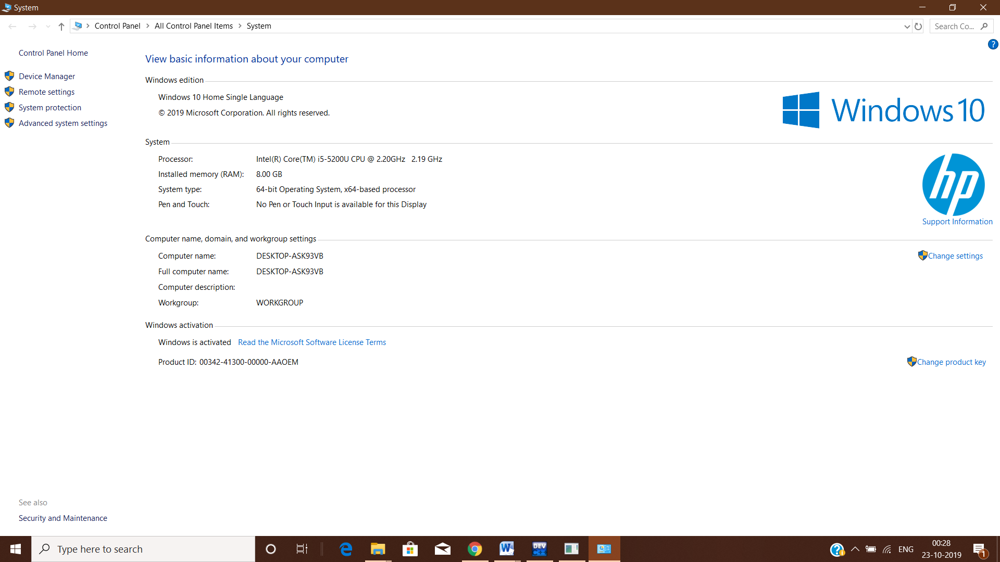 System
Control Panel All Control Panel Items System
Search Co...
?
Control Panel Home
Device Manager
Remote settings
System protection
Advanced system settings
View basic information about your computer
Windows edition
Windows 10 Home Single Language
© 2019 Microsoft Corporation. All rights reserved.
Windows 10
System
Processor: Intel(R) Core(TM) i5-5200U CPU @ 2.20GHz 2.19 GHz
Installed memory (RAM): 8.00 GB
System type: 64-bit Operating System, x64-based processor
Pen and Touch: No Pen or Touch Input is available for this Display
hp
Support Information
Computer name, domain, and workgroup settings
Computer name: DESKTOP-ASK93VB
Change settings
Full computer name: DESKTOP-ASK93VB
Computer description:
Workgroup: WORKGROUP
Windows activation
Windows is activated Read the Microsoft Software License Terms
Product ID: 00342-41300-00000-AAOEM
Change product key
See also
Security and Maintenance
Type here to search
W
DEV
C++
?
ENG
00:28
23-10-2019
1